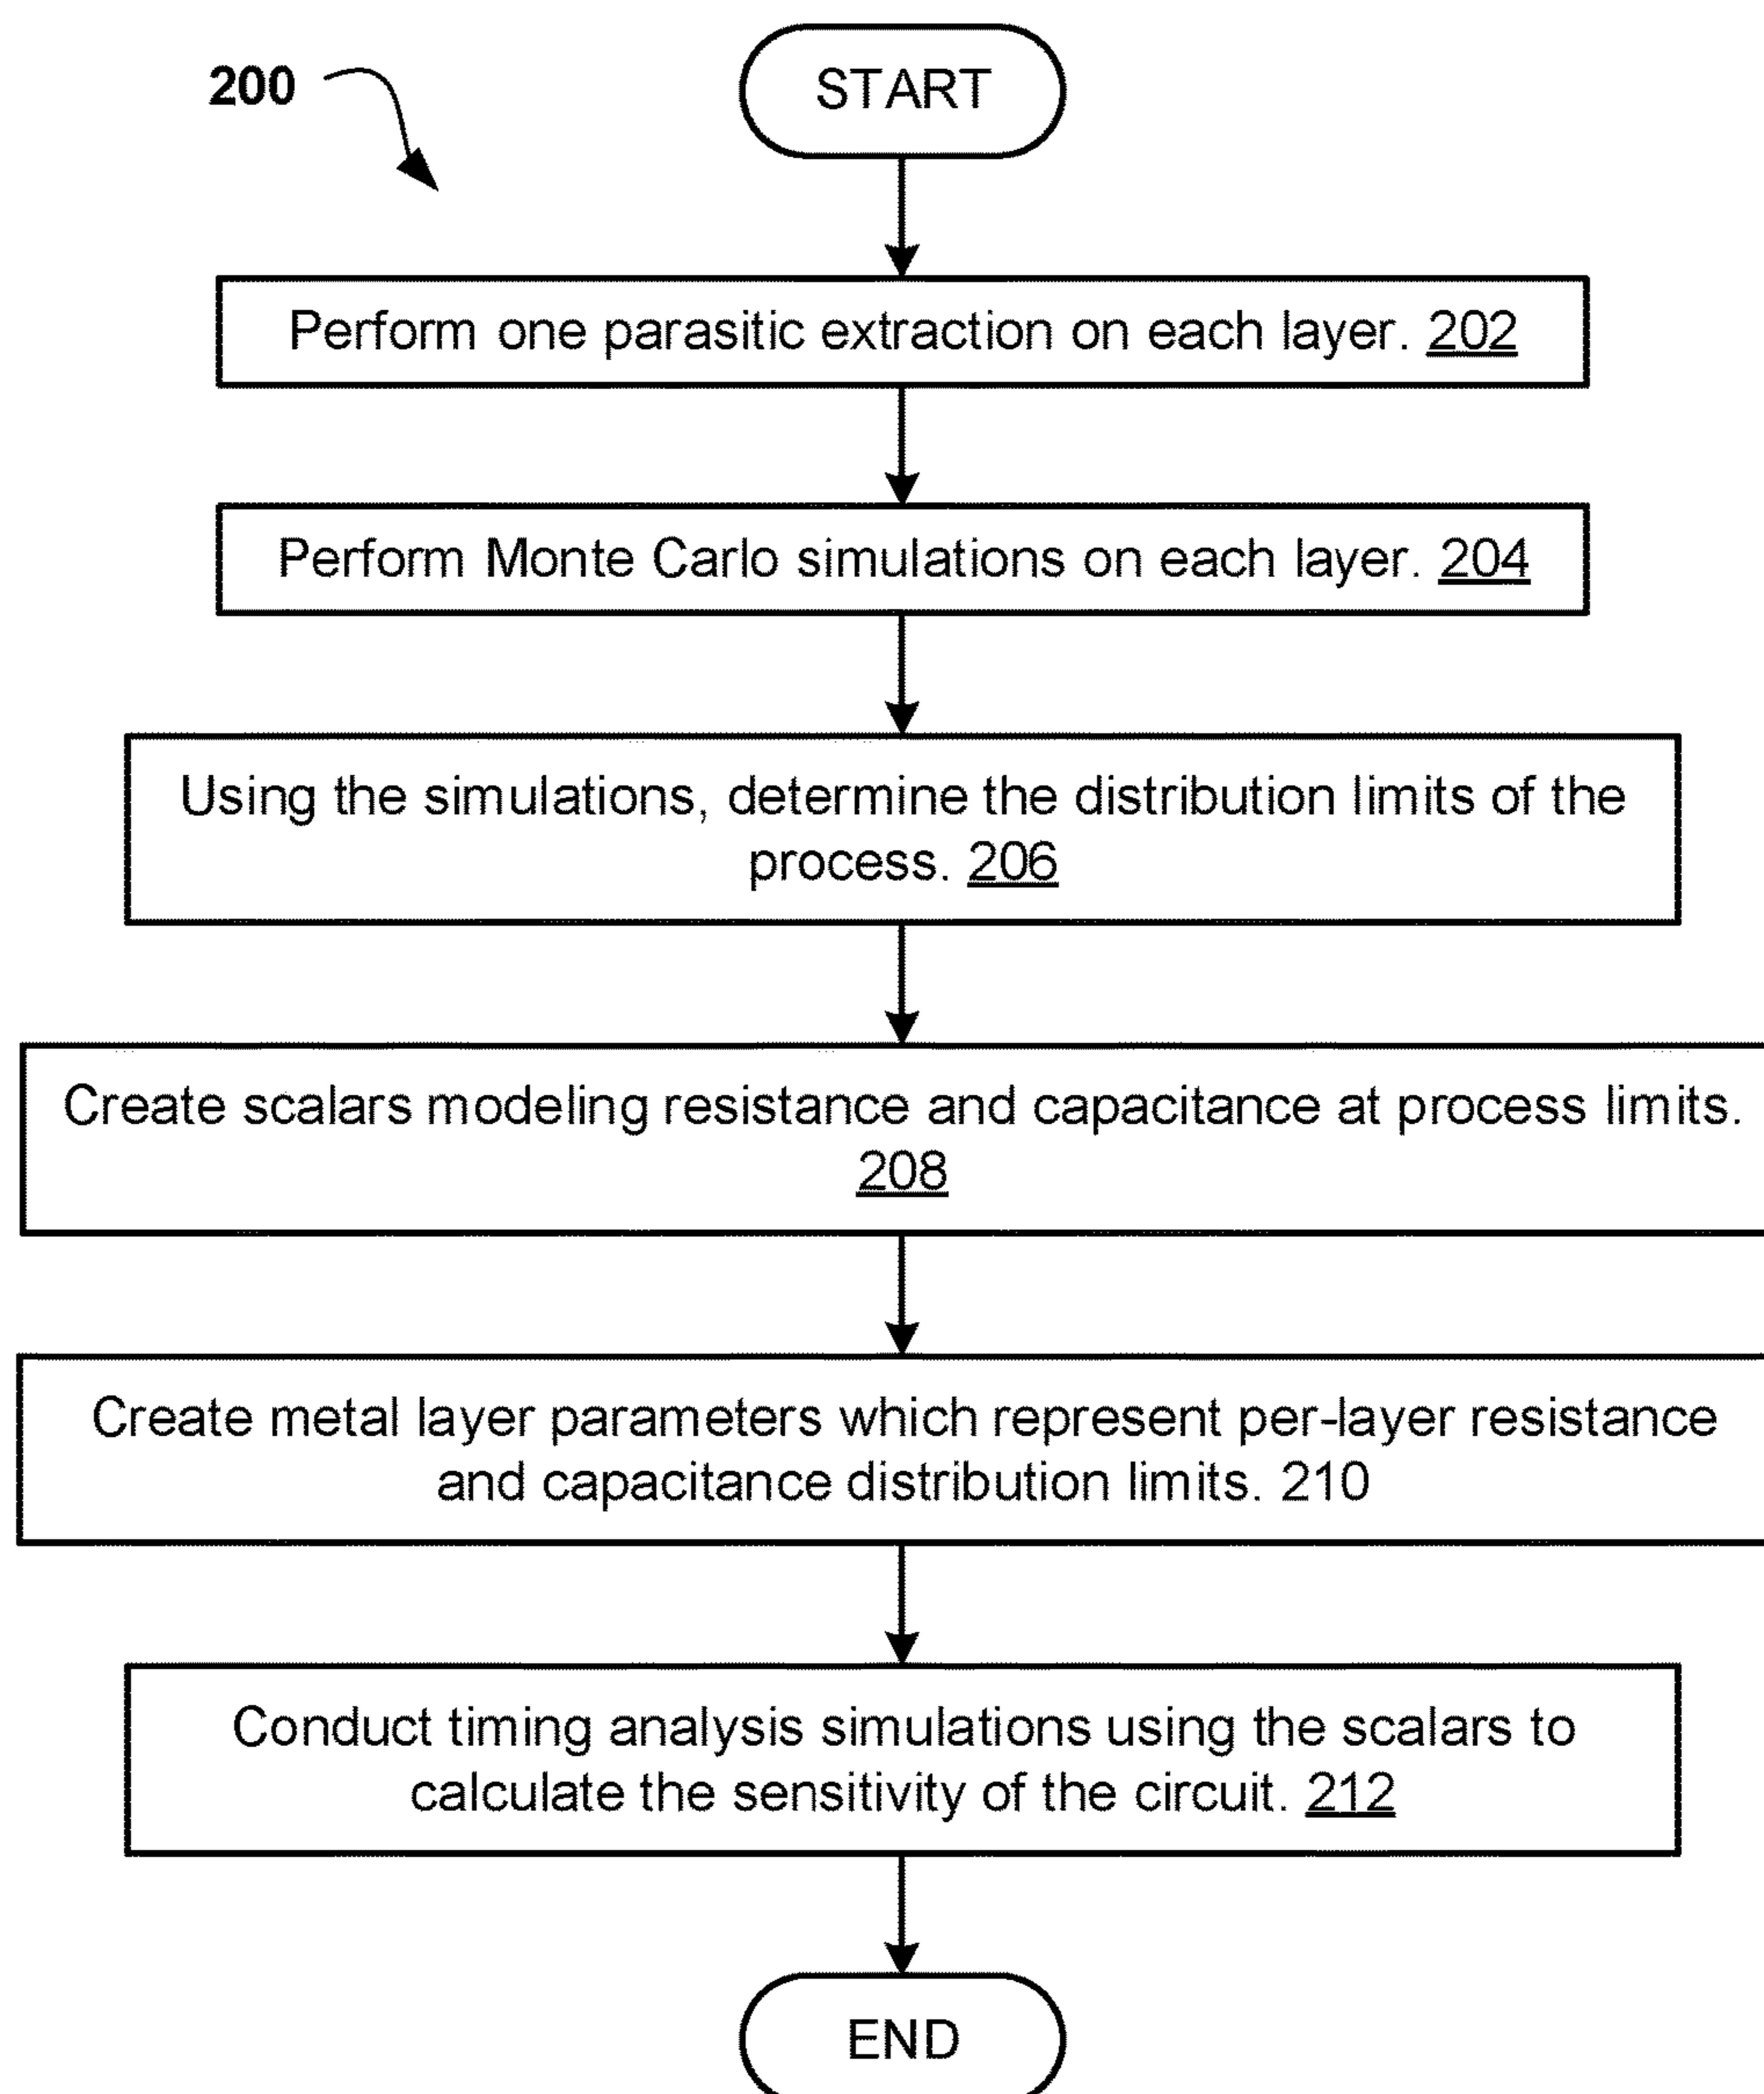 200
START
Perform one parasitic extraction on each layer. 202
Perform Monte Carlo simulations on each layer. 204
Using the simulations, determine the distribution limits of the
process. 206
Create scalars modeling resistance and capacitance at process limits.
208
Create metal layer parameters which represent per-layer resistance
and capacitance distribution limits. 210
Conduct timing analysis simulations using the scalars to
calculate the sensitivity of the circuit. 212
END